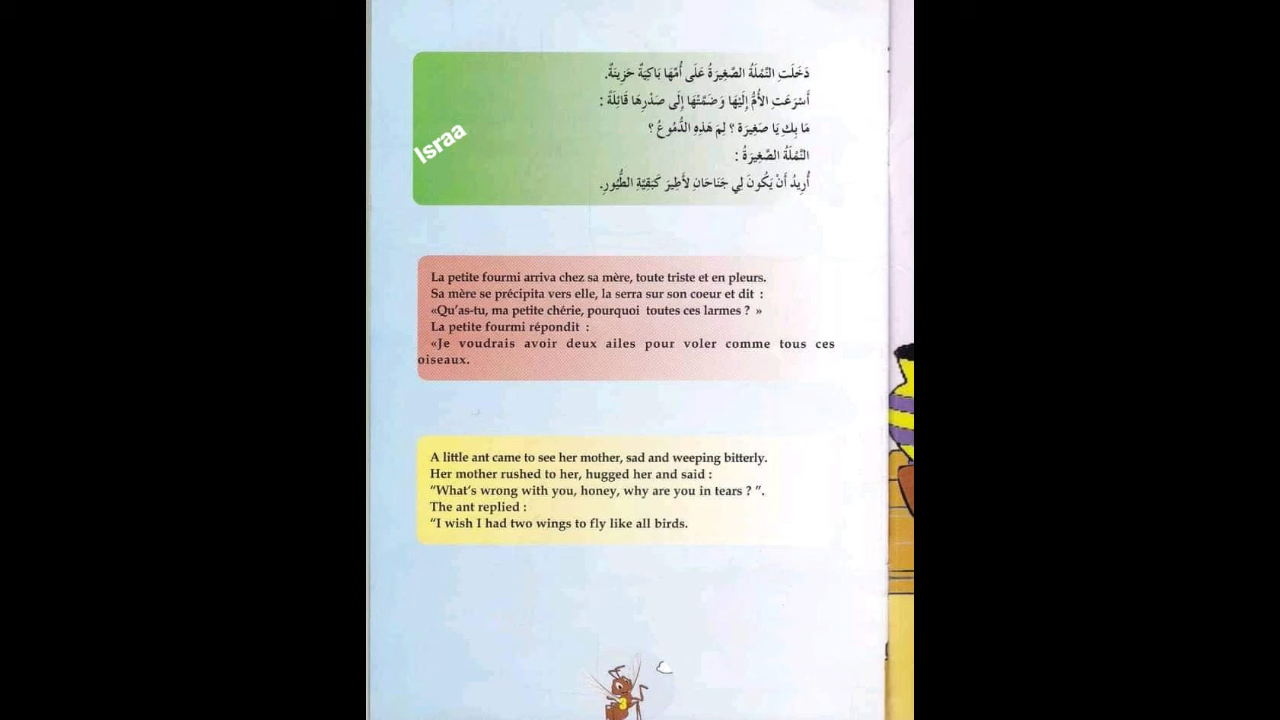 دَخَلَتِ النَّمْلَةُ الصَّغِيرَةُ عَلَى أُمِّهَا بَاكِيَةً حَزِينَةً.
أَسْرَعَتِ الأُمُّ إِلَيْهَا وَضَمَّتْهَا إِلَى صَدْرِهَا قَائِلَةً :
مَا بِكِ يَا صَغِيرَة ؟ لِمَ هَذِهِ الدُّمُوعُ ؟
النَّمْلَةُ الصَّغِيرَةُ :
أُرِيدُ أَنْ يَكُونَ لِي جَنَاحَانِ لأَطِيرَ كَبَقِيَّةِ الطُّيُورِ.
Israa
La petite fourmi arriva chez sa mère, toute triste et en pleurs.
Sa mère se précipita vers elle, la serra sur son coeur et dit :
«Qu'as-tu, ma petite chérie, pourquoi toutes ces larmes ? »
La petite fourmi répondit :
«Je voudrais avoir deux ailes pour voler comme tous ces
oiseaux.
A little ant came to see her mother, sad and weeping bitterly.
Her mother rushed to her, hugged her and said :
“What's wrong with you, honey, why are you in tears ? ”.
The ant replied :
“I wish I had two wings to fly like all birds.
3